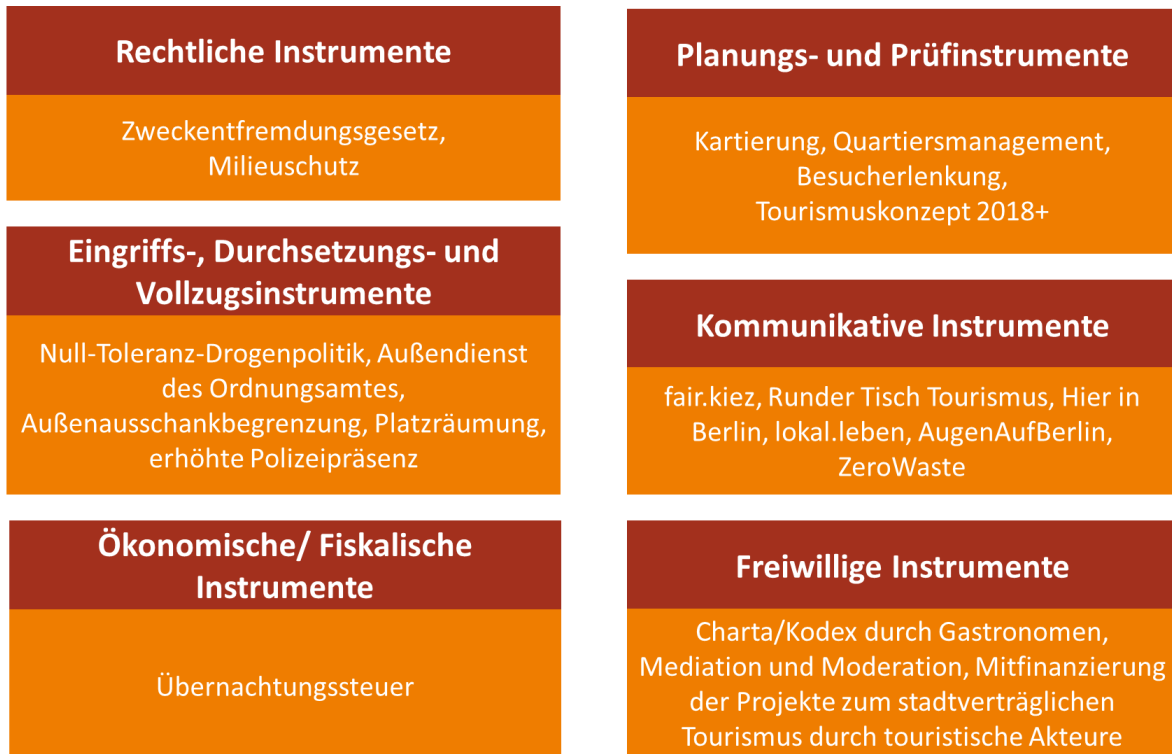 Rechtliche Instrumente
Zweckentfremdungsgesetz,
Milieuschutz
Eingriffs-, Durchsetzungs- und
Vollzugsinstrumente
Null-Toleranz-Drogenpolitik, Außendienst
des Ordnungsamtes,
Außenausschankbegrenzung, Platzräumung,
erhöhte Polizeipräsenz
Ökonomische/ Fiskalische
Instrumente
Übernachtungssteuer
Planungs- und Prüfinstrumente
Kartierung, Quartiersmanagement,
Besucherlenkung,
Tourismuskonzept 2018+
Kommunikative Instrumente
fair.kiez, Runder Tisch Tourismus, Hier in
Berlin, lokal.leben, AugenAufBerlin,
ZeroWaste
Freiwillige Instrumente
Charta/Kodex durch Gastronomen,
Mediation und Moderation, Mitfinanzierung
der Projekte zum stadtverträglichen
Tourismus durch touristische Akteure